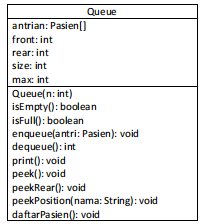 Queue
antrian: Pasien[]
front: int
rear: int
size: int
max: int
Queue(n: int)
isEmpty(): boolean
isFull(): boolean
enqueue(antri: Pasien): void
dequeue(): int
print(): void
peek(): void
peekRear(): void
peekPosition(nama: String): void
daftarPasien(): void